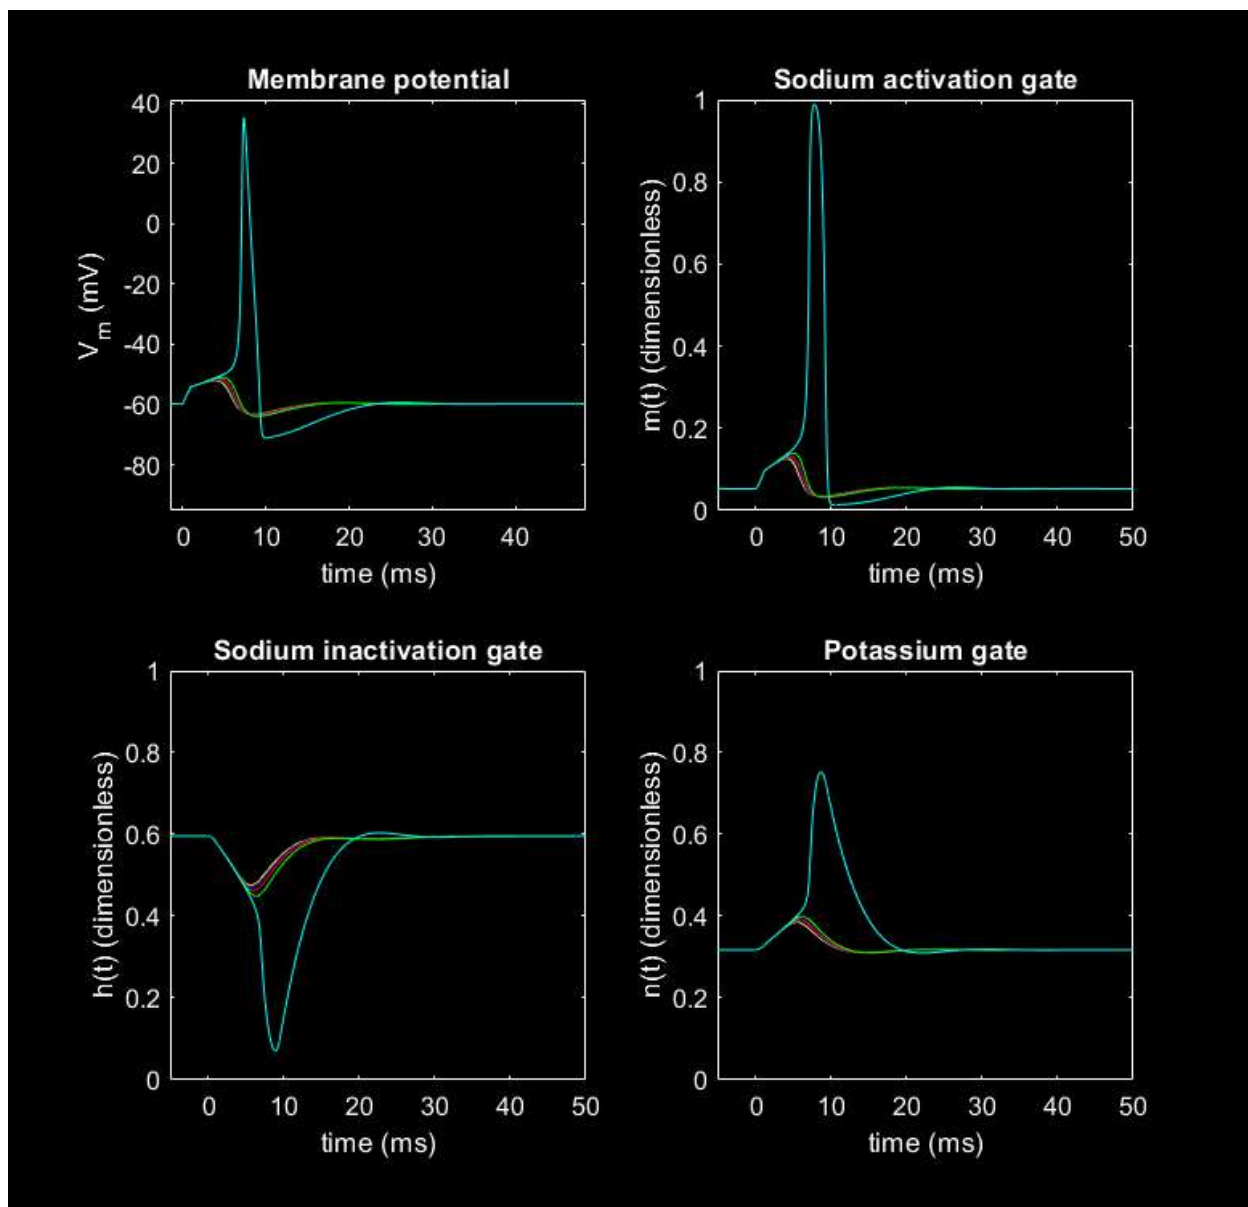 Membrane potential
40
20
0
-20
-40
-60
-80
V_m (mV)
0 10 20 30 40
time (ms)
Sodium activation gate
1
0.8
0.6
0.4
0.2
0
m(t) (dimensionless)
0 10 20 30 40 50
time (ms)
Sodium inactivation gate
1
0.8
0.6
0.4
0.2
0
h(t) (dimensionless)
0 10 20 30 40 50
time (ms)
Potassium gate
1
0.8
0.6
0.4
0.2
0
n(t) (dimensionless)
0 10 20 30 40 50
time (ms)